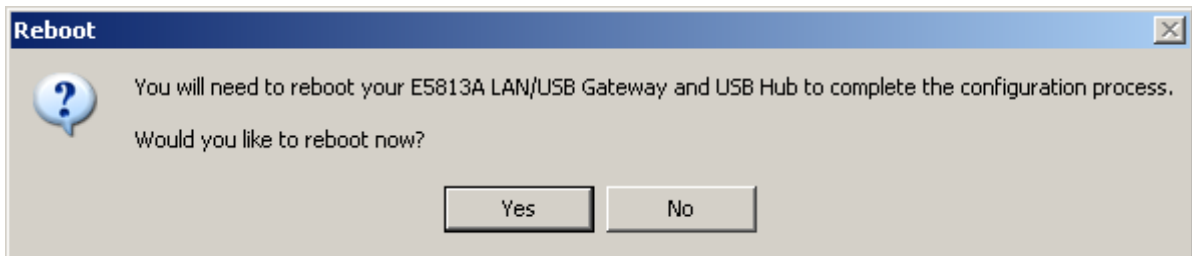 Reboot
You will need to reboot your E5813A LAN/USB Gateway and USB Hub to complete the configuration process.
Would you like to reboot now?
Yes
No